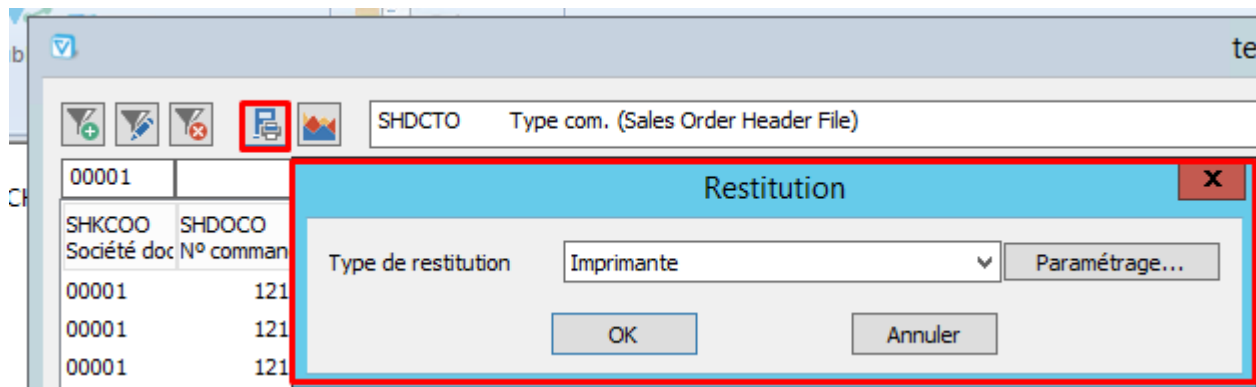 te
SHDCTO Type com. (Sales Order Header File)
00001
Restitution
X
SHKCOO SHDOCO
Société doc Nº comman
Type de restitution Imprimante Paramétrage...
00001 121
00001 121
OK Annuler
00001 121